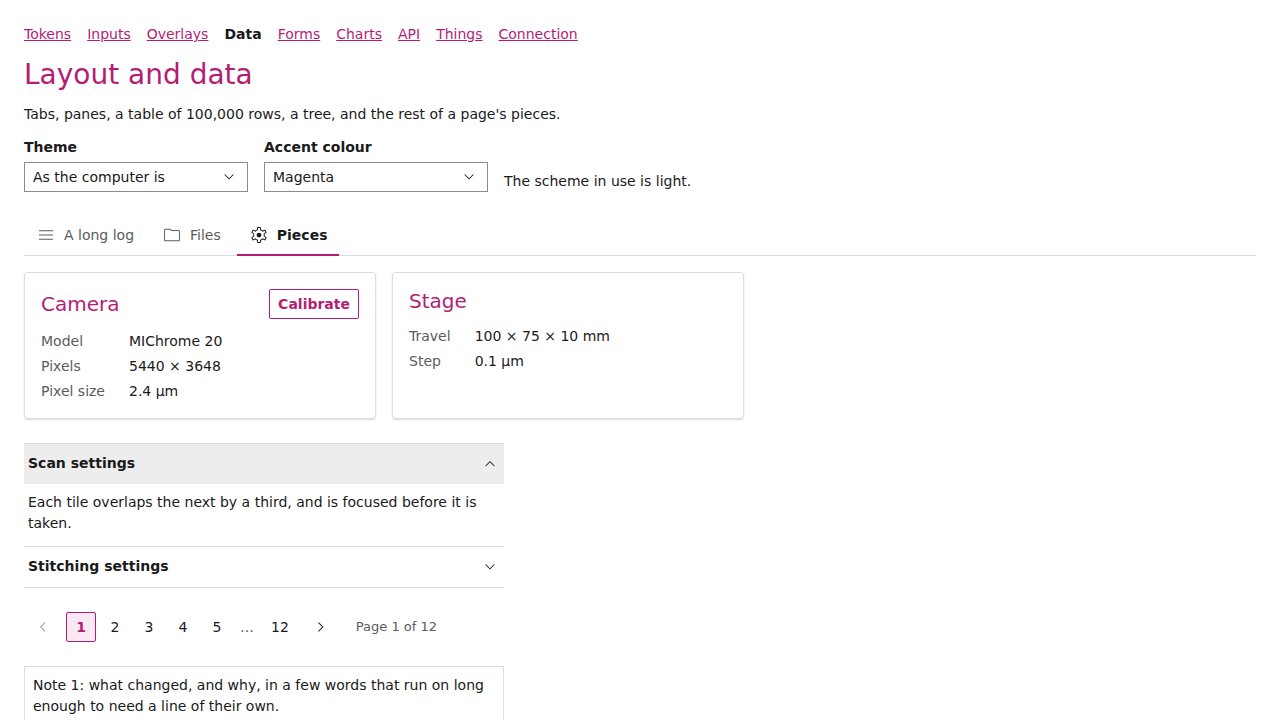 Tokens Inputs Overlays Data Forms Charts API Things Connection
Layout and data
Tabs, panes, a table of 100,000 rows, a tree, and the rest of a page's pieces.
Theme Accent colour
As the computer is Magenta The scheme in use is light.
A long log Files Pieces
Camera Calibrate
Model MIChrome 20
Pixels 5440 × 3648
Pixel size 2.4 µm
Stage
Travel 100 × 75 × 10 mm
Step 0.1 µm
Scan settings
Each tile overlaps the next by a third, and is focused before it is
taken.
Stitching settings
1 2 3 4 5 … 12 Page 1 of 12
Note 1: what changed, and why, in a few words that run on long
enough to need a line of their own.